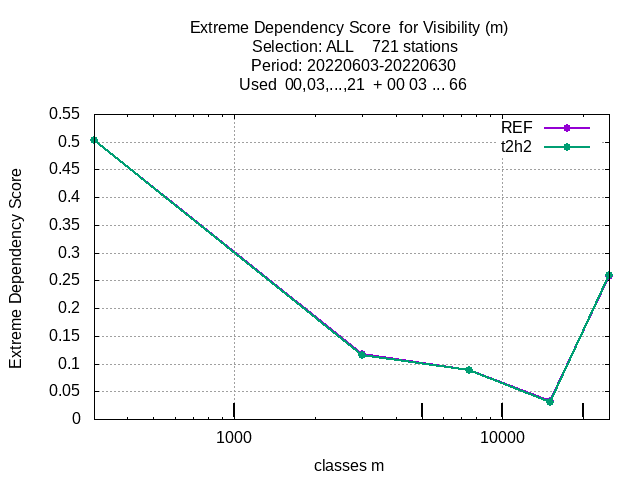 Extreme Dependency Score  for Visibility (m)
Selection: ALL    721 stations
Period: 20220603-20220630
Used  00,03,...,21  + 00 03 ... 66
REF
t2h2
Extreme Dependency Score
0.55
0.5
0.45
0.4
0.35
0.3
0.25
0.2
0.15
0.1
0.05
0
1000
10000
classes m